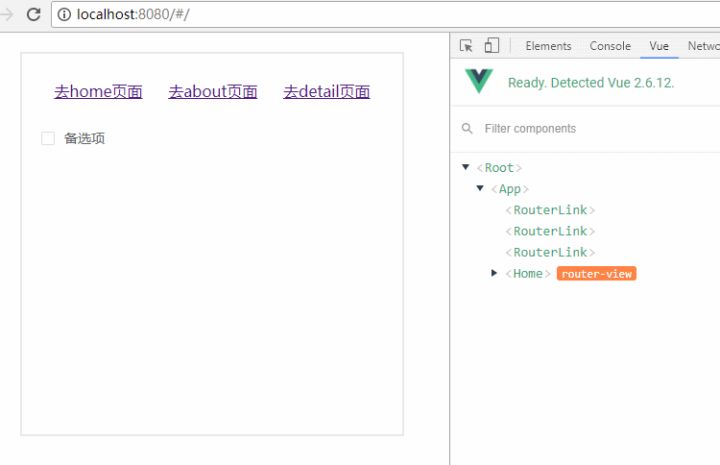 localhost:8080/#/
去home页面 去about页面 去detail页面
备选项
Elements Console Vue Netwo
Ready. Detected Vue 2.6.12.
Filter components
<Root>
<App>
<RouterLink>
<RouterLink>
<RouterLink>
<Home> router-view